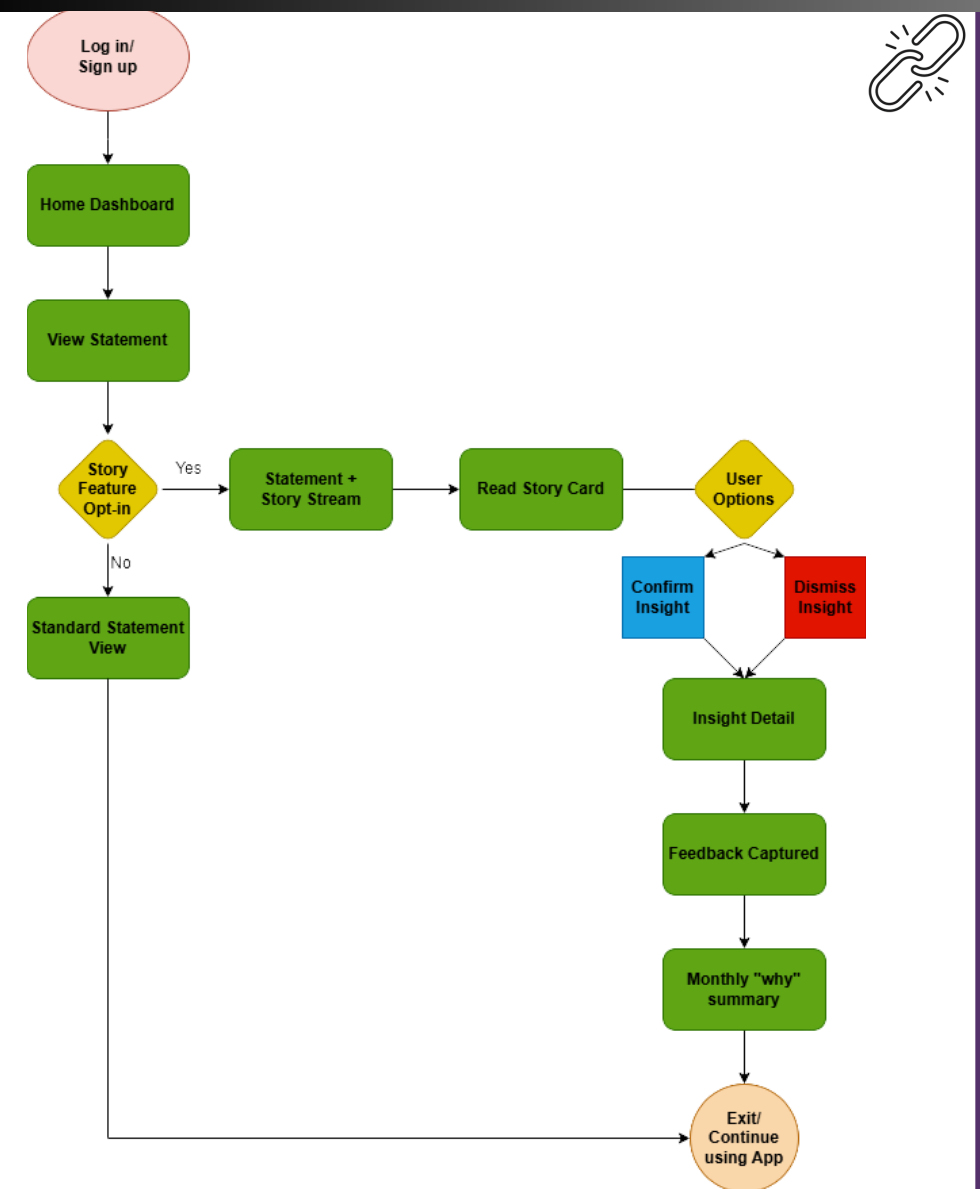 Log in/
Sign up
Home Dashboard
View Statement
Story
Feature
Opt-in
Yes
Statement +
Story Stream
Read Story Card
User
Options
No
Confirm
Insight
Dismiss
Insight
Standard Statement
View
Insight Detail
Feedback Captured
Monthly "why"
summary
Exit/
Continue
using App